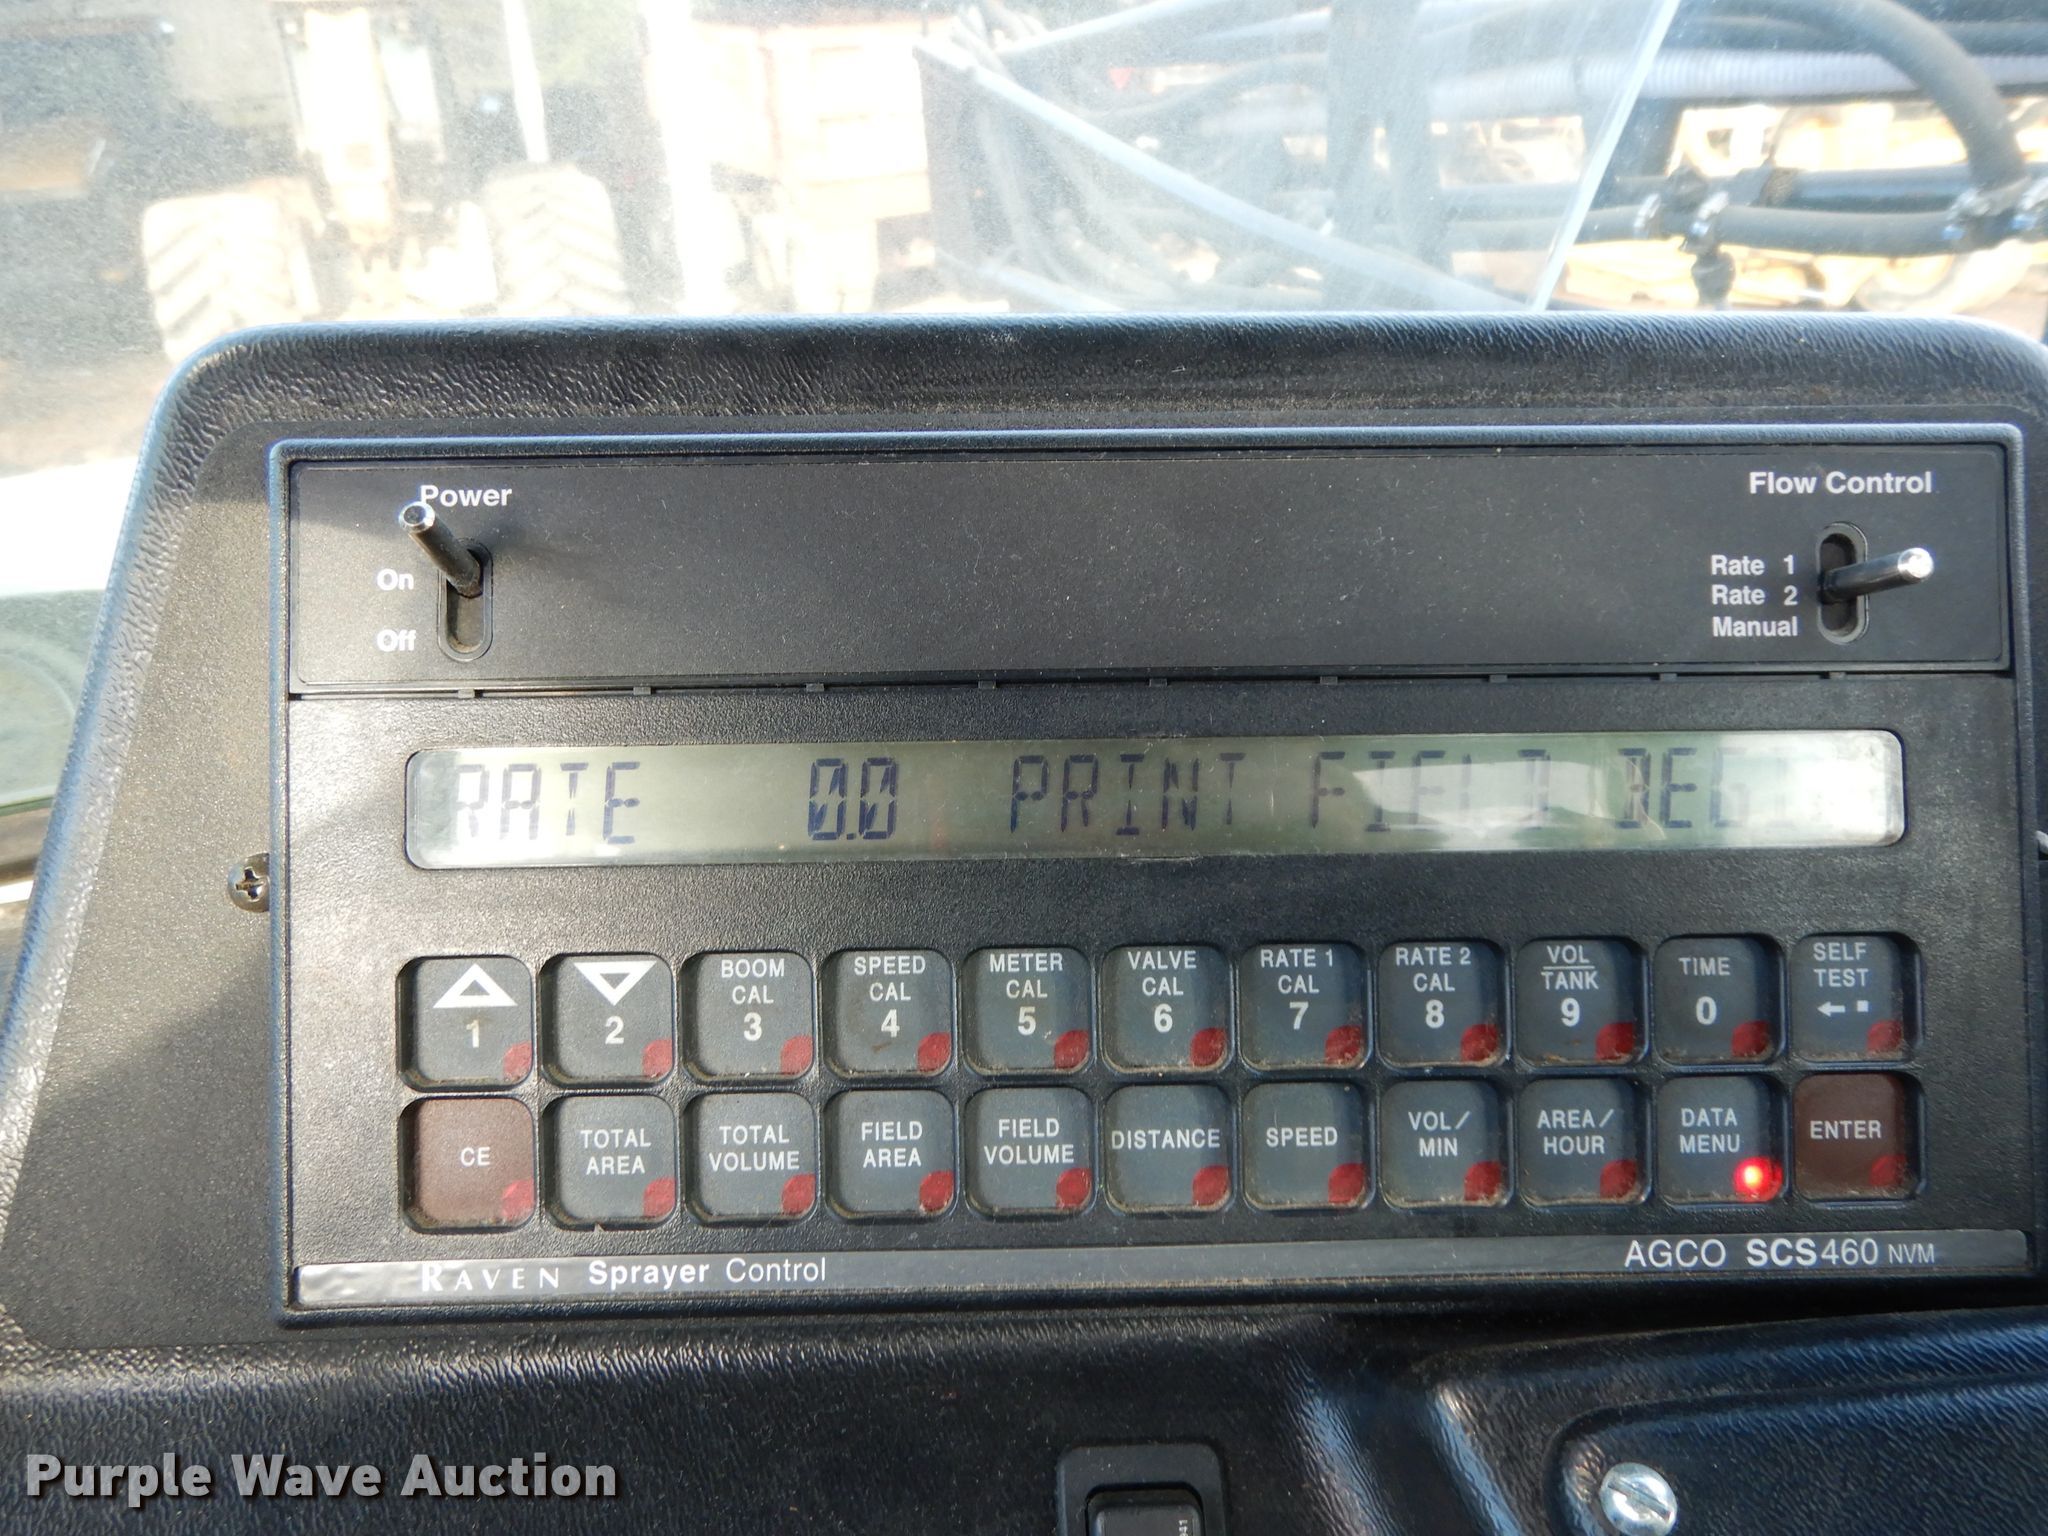 Power
On
Off
Flow Control
Rate 1
Rate 2
Manual
RATE 0.0 PRINT FIELD BEGI
1
2
BOOM CAL 3
SPEED CAL 4
METER CAL 5
VALVE CAL 6
RATE 1 CAL 7
RATE 2 CAL 8
VOL TANK 9
TIME 0
SELF TEST ←
CE
TOTAL AREA
TOTAL VOLUME
FIELD AREA
FIELD VOLUME
DISTANCE
SPEED
VOL/ MIN
AREA/ HOUR
DATA MENU
ENTER
RAVEN Sprayer Control
AGCO SCS460 NVM
Purple Wave Auction